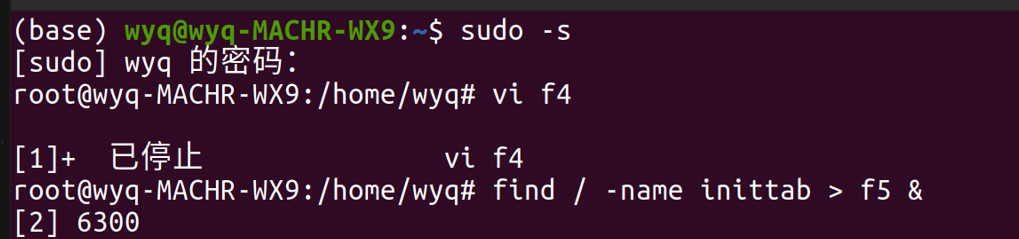 (base) wyq@wyq-MACHR-WX9:~$ sudo -s
[sudo] wyq 的密码：
root@wyq-MACHR-WX9:/home/wyq# vi f4
[1]+  已停止               vi f4
root@wyq-MACHR-WX9:/home/wyq# find / -name inittab > f5 &
[2] 6300